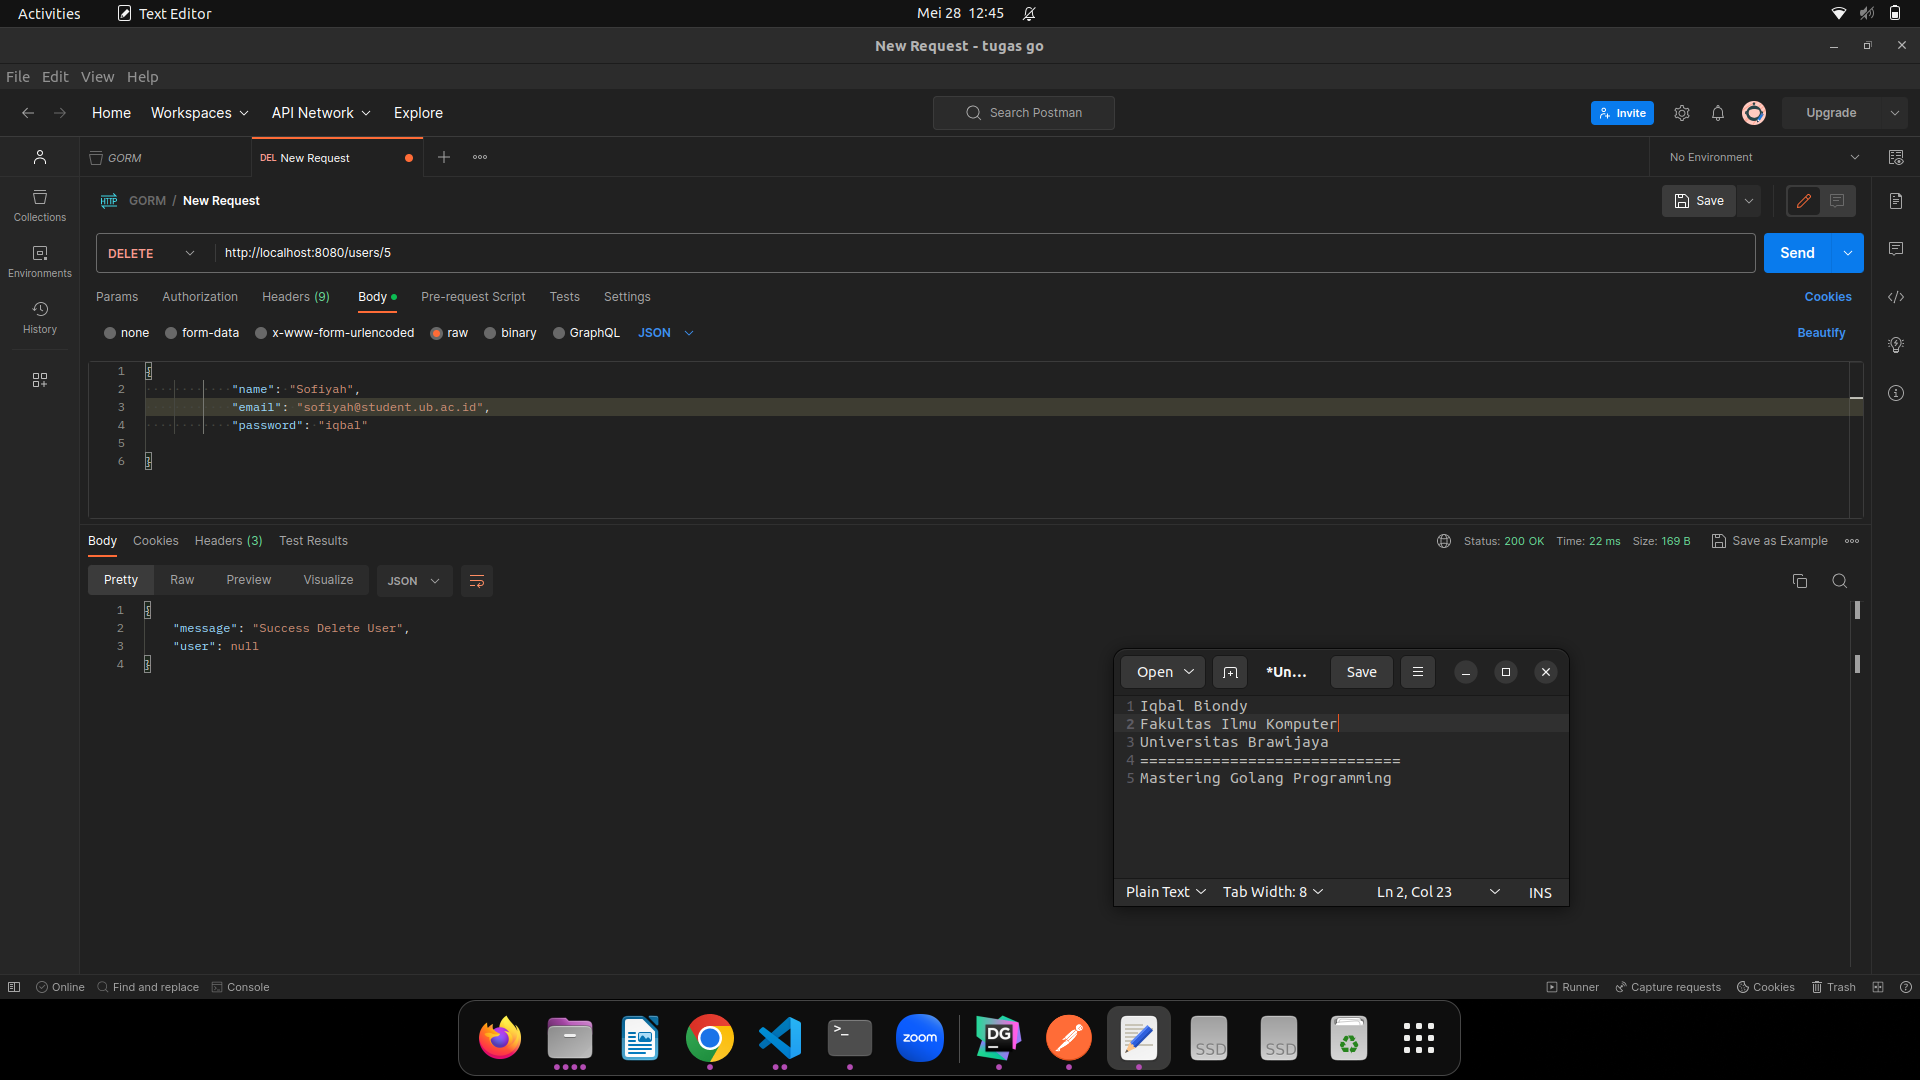 Activities Text Editor Mei 28 12:45
New Request - tugas go
File Edit View Help
Home Workspaces API Network Explore Search Postman Invite Upgrade
GORM DEL New Request No Environment
GORM / New Request Save
DELETE http://localhost:8080/users/5 Send
Params Authorization Headers (9) Body Pre-request Script Tests Settings Cookies
none form-data x-www-form-urlencoded raw binary GraphQL JSON Beautify
Collections
Environments
History
1 {
2 "name": "Sofiyah",
3 "email": "sofiyah@student.ub.ac.id",
4 "password": "iqbal"
5
6 }
Body Cookies Headers (3) Test Results Status: 200 OK Time: 22 ms Size: 169 B Save as Example
Pretty Raw Preview Visualize JSON
1 {
2 "message": "Success Delete User",
3 "user": null
4 }
Open *Un... Save
1 Iqbal Biondy
2 Fakultas Ilmu Komputer
3 Universitas Brawijaya
4 =============================
5 Mastering Golang Programming
Plain Text Tab Width: 8 Ln 2, Col 23 INS
Online Find and replace Console Runner Capture requests Cookies Trash
>_ zoom DG SSD SSD